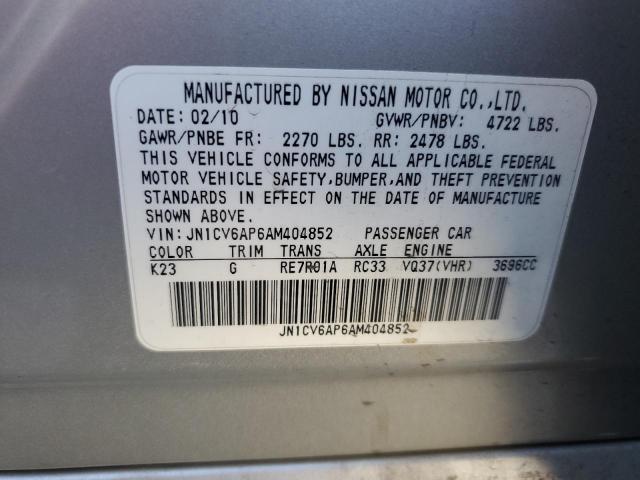 MANUFACTURED BY NISSAN MOTOR CO.,LTD.
DATE: 02/10 GVWR/PNBV: 4722 LBS.
GAWR/PNBE FR: 2270 LBS. RR: 2478 LBS.
THIS VEHICLE CONFORMS TO ALL APPLICABLE FEDERAL
MOTOR VEHICLE SAFETY,BUMPER,AND THEFT PREVENTION
STANDARDS IN EFFECT ON THE DATE OF MANUFACTURE
SHOWN ABOVE.
VIN: JN1CV6AP6AM404852 PASSENGER CAR
COLOR TRIM TRANS AXLE ENGINE
K23 G RE7R01A RC33 VQ37(VHR) 3696CC
JN1CV6AP6AM404852